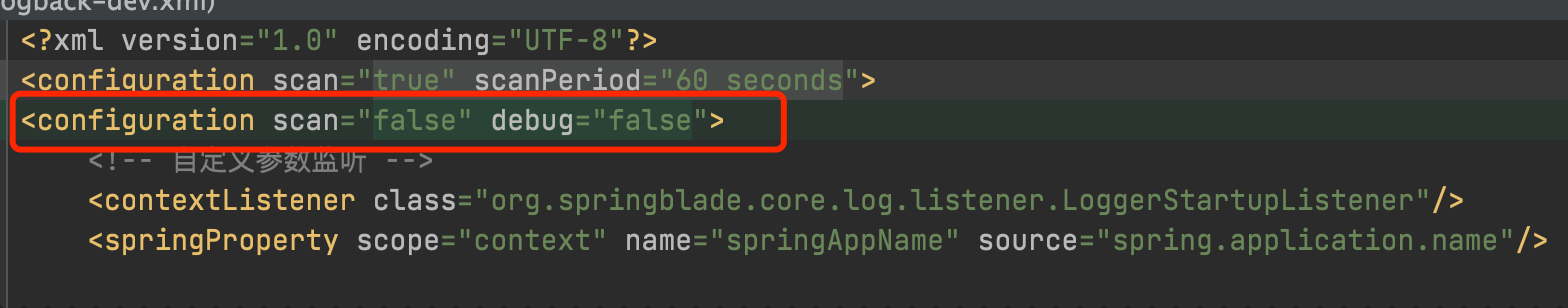 ogback-dev.xml)
<?xml version="1.0" encoding="UTF-8"?>
<configuration scan="true" scanPeriod="60 seconds">
<configuration scan="false" debug="false">
<!-- 自定义参数监听 -->
<contextListener class="org.springblade.core.log.listener.LoggerStartupListener"/>
<springProperty scope="context" name="springAppName" source="spring.application.name"/>